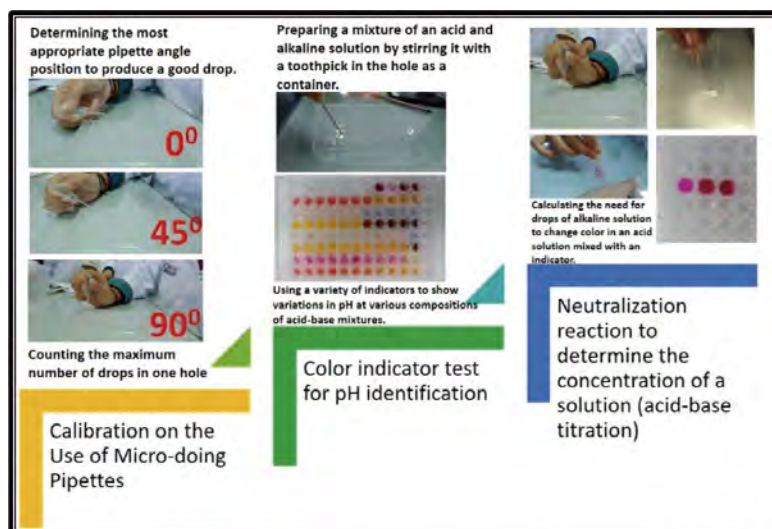 Determining the most
appropriate pipette angle
position to produce a good drop.
0⁰
45⁰
90⁰
Counting the maximum
number of drops in one hole
Calibration on the
Use of Micro-doing
Pipettes
Preparing a mixture of an acid and
alkaline solution by stirring it with
a toothpick in the hole as a
container.
Using a variety of indicators to show
variations in pH at various compositions
of acid-base mixtures.
Color indicator test
for pH identification
Calculating the need for
drops of alkaline solution
to change color in an acid
solution mixed with an
indicator.
Neutralization
reaction to
determine the
concentration of a
solution (acid-base
titration)